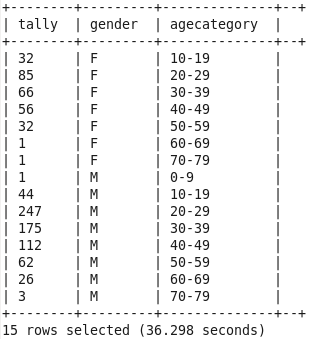 +--------+---------+--------------+--+
| tally  | gender  | agecategory  |
+--------+---------+--------------+--+
| 32     | F       | 10-19        |
| 85     | F       | 20-29        |
| 66     | F       | 30-39        |
| 56     | F       | 40-49        |
| 32     | F       | 50-59        |
| 1      | F       | 60-69        |
| 1      | F       | 70-79        |
| 1      | M       | 0-9          |
| 44     | M       | 10-19        |
| 247    | M       | 20-29        |
| 175    | M       | 30-39        |
| 112    | M       | 40-49        |
| 62     | M       | 50-59        |
| 26     | M       | 60-69        |
| 3      | M       | 70-79        |
+--------+---------+--------------+--+
15 rows selected (36.298 seconds)